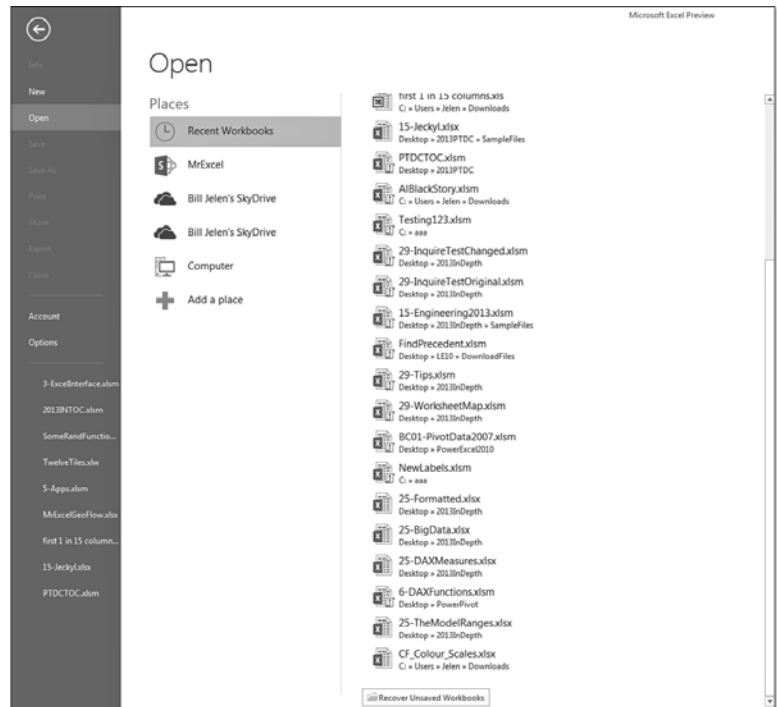 Microsoft Excel Preview
Info
New
Open
Save
Save As
Print
Share
Export
Close
Account
Options
3-ExcelInterface.xlsm
2013INTOC.xlsm
SomeRandFunctio...
TwelveTiles.xlw
5-Apps.xlsm
MrExcelGeoFlow.xlsx
first 1 in 15 column...
15-Jeckyl.xlsx
PTDCTOC.xlsm
Open
Places
Recent Workbooks
MrExcel
Bill Jelen's SkyDrive
Bill Jelen's SkyDrive
Computer
Add a place
first 1 in 15 columns.xls
C: » Users » Jelen » Downloads
15-Jeckyl.xlsx
Desktop » 2013PTDC » SampleFiles
PTDCTOC.xlsm
Desktop » 2013PTDC
AIBlackStory.xlsm
C: » Users » Jelen » Downloads
Testing123.xlsm
C: » aaa
29-InquireTestChanged.xlsm
Desktop » 2013InDepth
29-InquireTestOriginal.xlsm
Desktop » 2013InDepth
15-Engineering2013.xlsm
Desktop » 2013InDepth » SampleFiles
FindPrecedent.xlsm
Desktop » LE10 » DownloadFiles
29-Tips.xlsm
Desktop » 2013InDepth
29-WorksheetMap.xlsm
Desktop » 2013InDepth
BC01-PivotData2007.xlsm
Desktop » PowerExcel2010
NewLabels.xlsm
C: » aaa
25-Formatted.xlsx
Desktop » 2013InDepth
25-BigData.xlsx
Desktop » 2013InDepth
25-DAXMeasures.xlsx
Desktop » 2013InDepth
6-DAXFunctions.xlsm
Desktop » PowerPivot
25-TheModelRanges.xlsx
Desktop » 2013InDepth
CF_Colour_Scales.xlsx
C: » Users » Jelen » Downloads
Recover Unsaved Workbooks